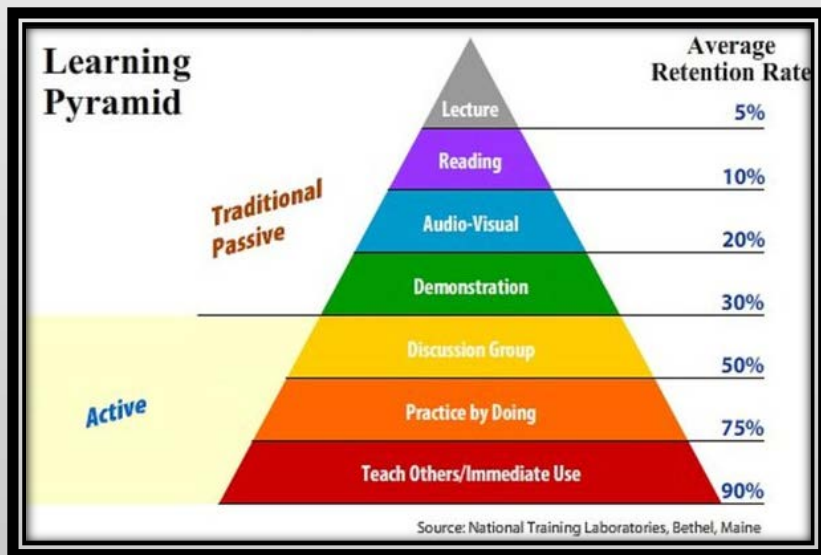 Learning
Pyramid
Average
Retention Rate
Lecture
5%
Reading
10%
Traditional
Passive
Audio-Visual
20%
Demonstration
30%
Discussion Group
50%
Active
Practice by Doing
75%
Teach Others/Immediate Use
90%
Source: National Training Laboratories, Bethel, Maine